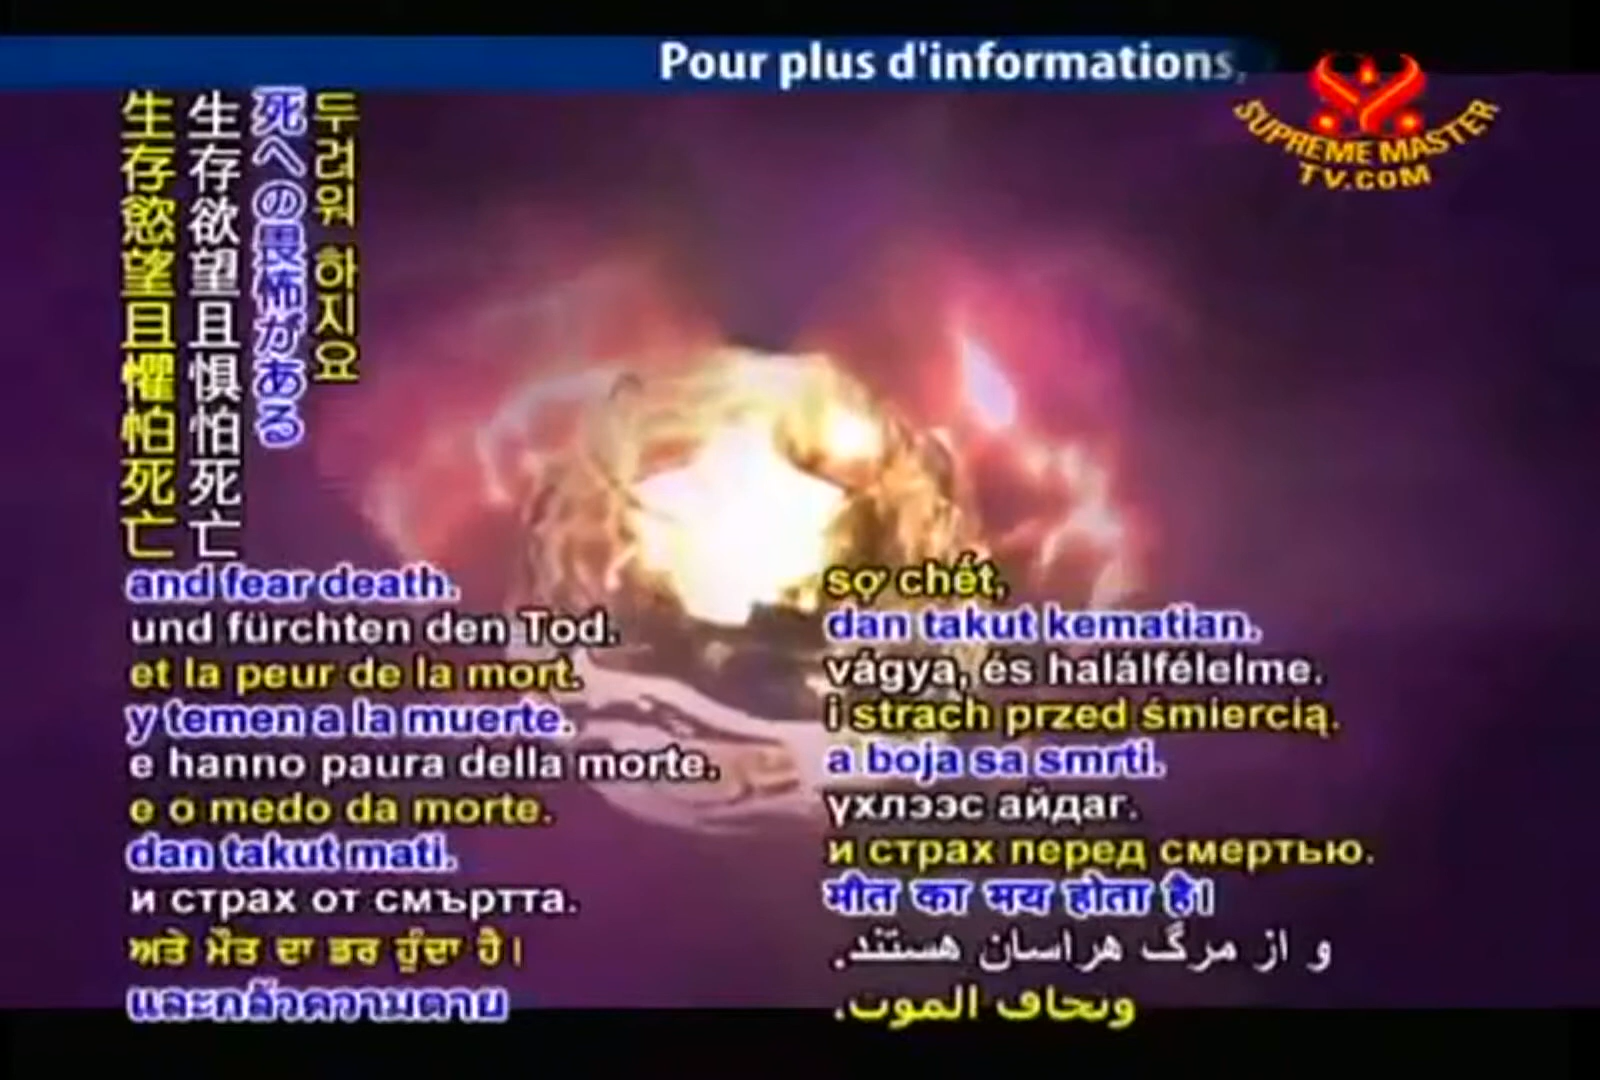 Pour plus d'informations,
SUPREME MASTER
TV.COM
生存慾望且懼怕死亡
生存欲望且惧怕死亡
死への畏怖がある
두려워 하지요
and fear death.
und fürchten den Tod.
et la peur de la mort.
y temen a la muerte.
e hanno paura della morte.
e o medo da morte.
dan takut mati.
и страх от смъртта.
ਅਤੇ ਮੌਤ ਦਾ ਡਰ ਹੁੰਦਾ ਹੈ।
และกลัวความตาย
sợ chết,
dan takut kematian.
vágya, és halálfélelme.
i strach przed śmiercią.
a boja sa smrti.
үхлээс айдаг.
и страх перед смертью.
मौत का भय होता है।
و از مرگ هراسان هستند.
ويخاف الموت.